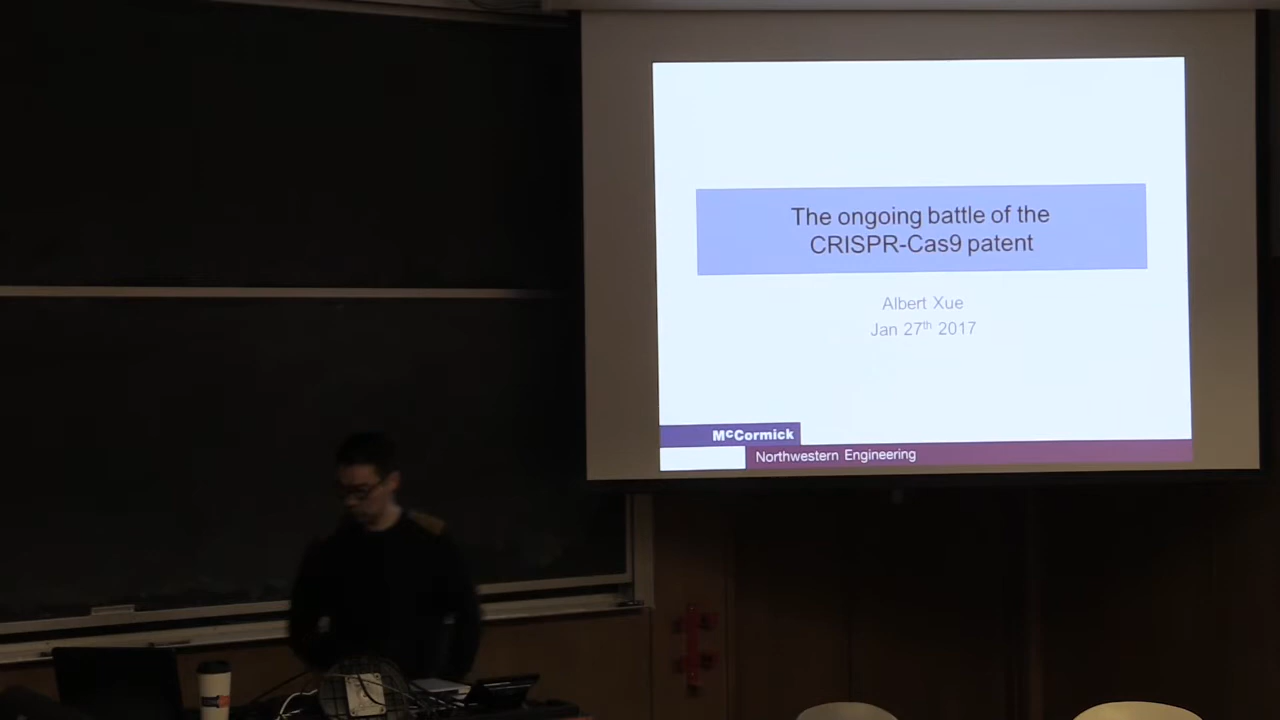 The ongoing battle of the
CRISPR-Cas9 patent
Albert Xue
Jan 27th 2017
McCormick
Northwestern Engineering